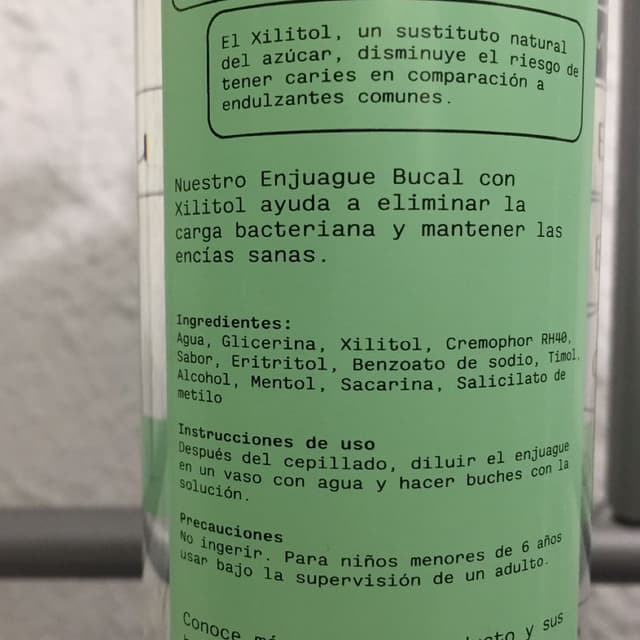 El Xilitol, un sustituto natural
del azúcar, disminuye el riesgo de
tener caries en comparación a
endulzantes comunes.
Nuestro Enjuague Bucal con
Xilitol ayuda a eliminar la
carga bacteriana y mantener las
encías sanas.
Ingredientes:
Agua, Glicerina, Xilitol, Cremophor RH40,
Sabor, Eritritol, Benzoato de sodio, Timol,
Alcohol, Mentol, Sacarina, Salicilato de
metilo
Instrucciones de uso
Después del cepillado, diluir el enjuague
en un vaso con agua y hacer buches con la
solución.
Precauciones
No ingerir. Para niños menores de 6 años
usar bajo la supervisión de un adulto.
Conoce y sus